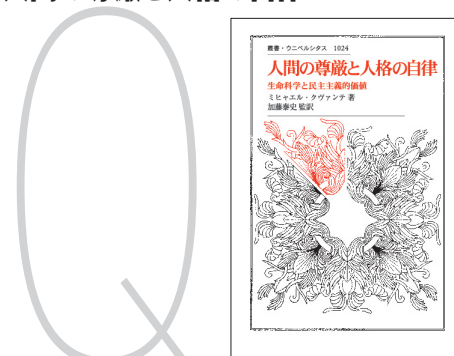 Q
叢書・ウニベルシタス 1024
人間の尊厳と人格の自律
生命科学と民主主義的価値
ミヒャエル・クヴァンテ 著
加藤泰史 監訳